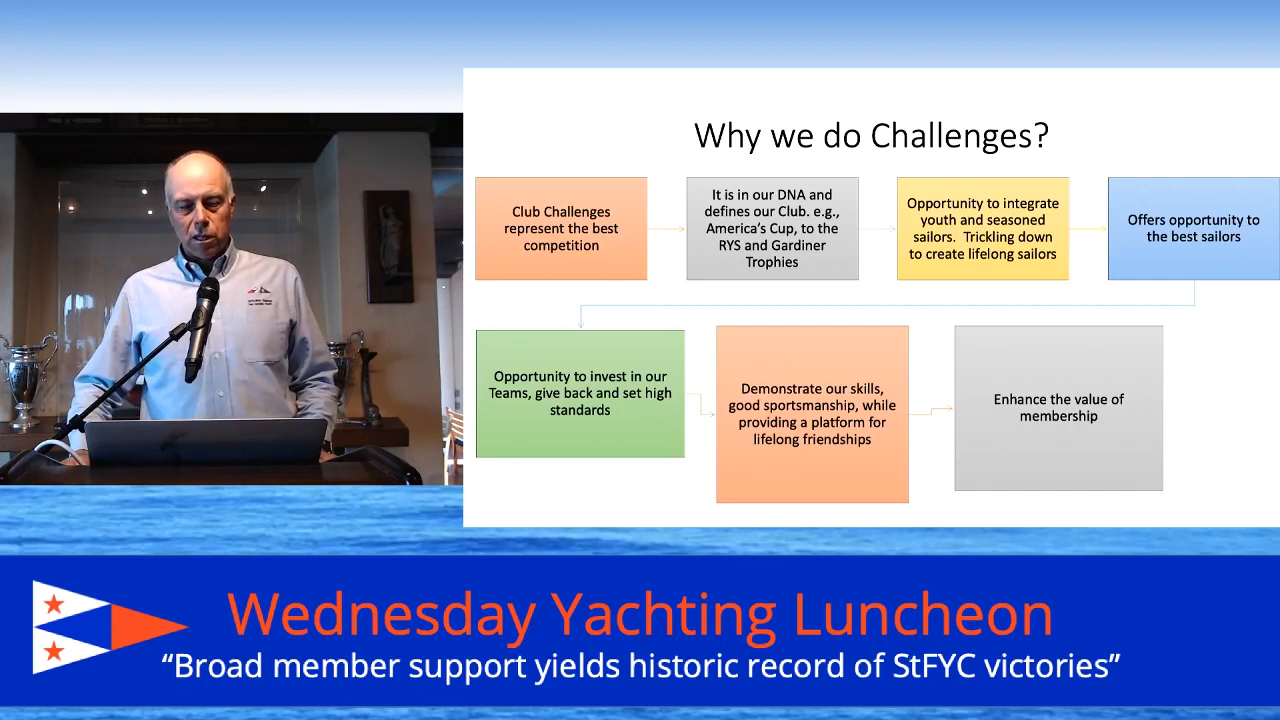 Why we do Challenges?
Club Challenges
represent the best
competition
It is in our DNA and
defines our Club. e.g.,
America's Cup, to the
RYS and Gardiner
Trophies
Opportunity to integrate
youth and seasoned
sailors.  Trickling down
to create lifelong sailors
Offers opportunity to
the best sailors
Opportunity to invest in our
Teams, give back and set high
standards
Demonstrate our skills,
good sportsmanship, while
providing a platform for
lifelong friendships
Enhance the value of
membership
Wednesday Yachting Luncheon
“Broad member support yields historic record of StFYC victories”